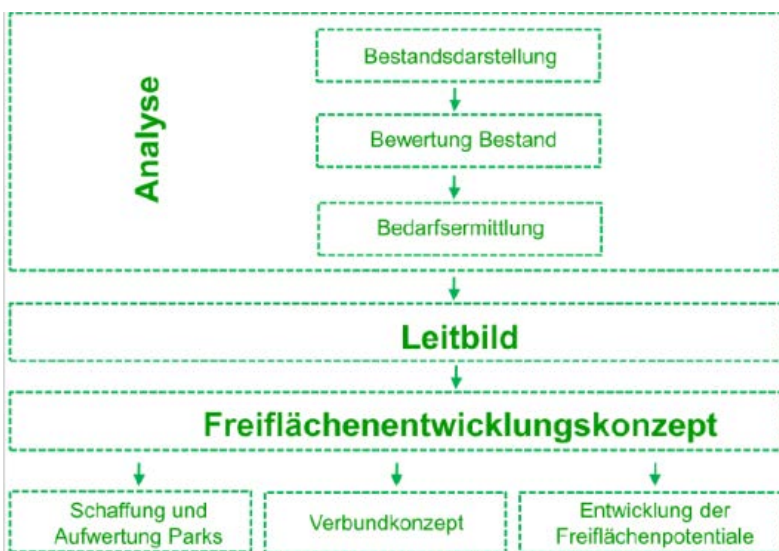 Analyse
Bestandsdarstellung
Bewertung Bestand
Bedarfsermittlung
Leitbild
Freiflächenentwicklungskonzept
Schaffung und
Aufwertung Parks
Verbundkonzept
Entwicklung der
Freiflächenpotentiale